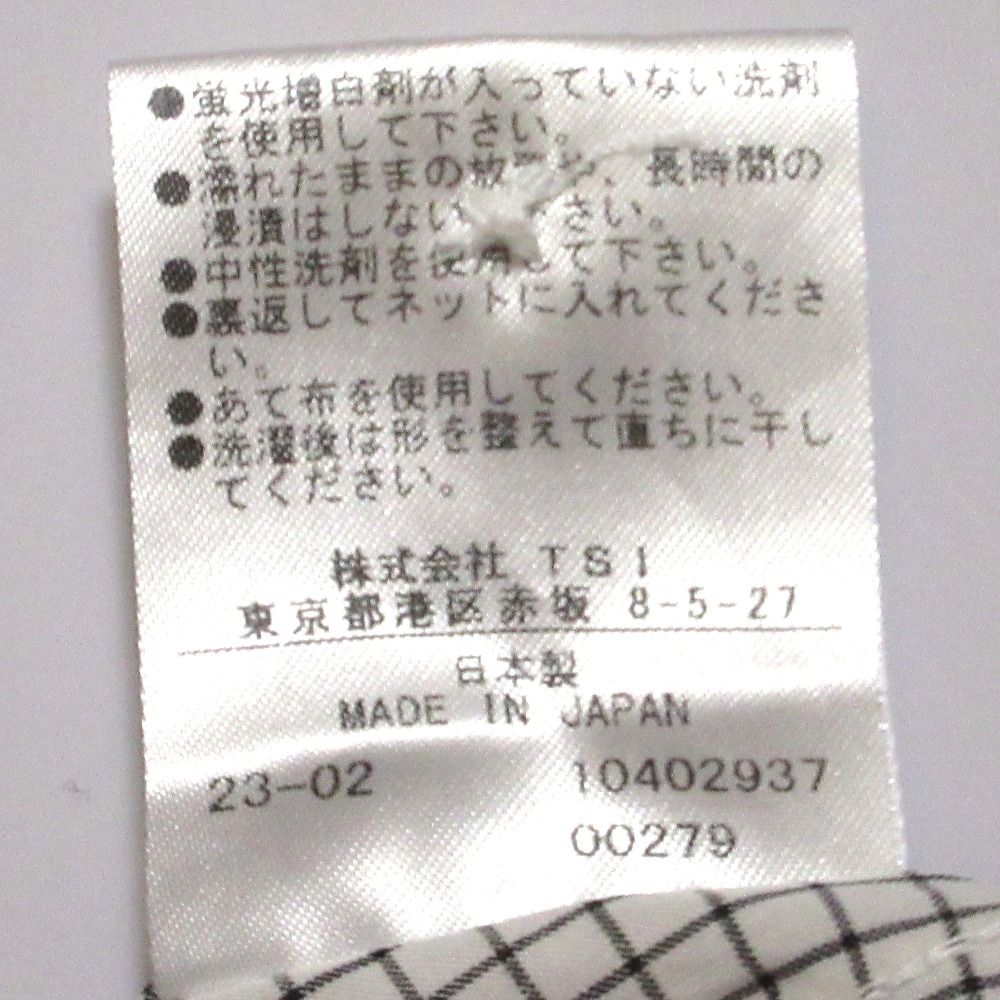 ●蛍光増白剤が入っていない洗剤
を使用して下さい。
●濡れたままの放 や、長時間の
浸漬はしない さい。
●中性洗剤を使用して下さい。
●裏返してネットに入れてくださ
い。
●あて布を使用してください。
●洗濯後は形を整えて直ちに干し
てください。
株式会社 TSI
東京都港区赤坂 8-5-27
日本製
MADE IN JAPAN
23-02 10402937
00279